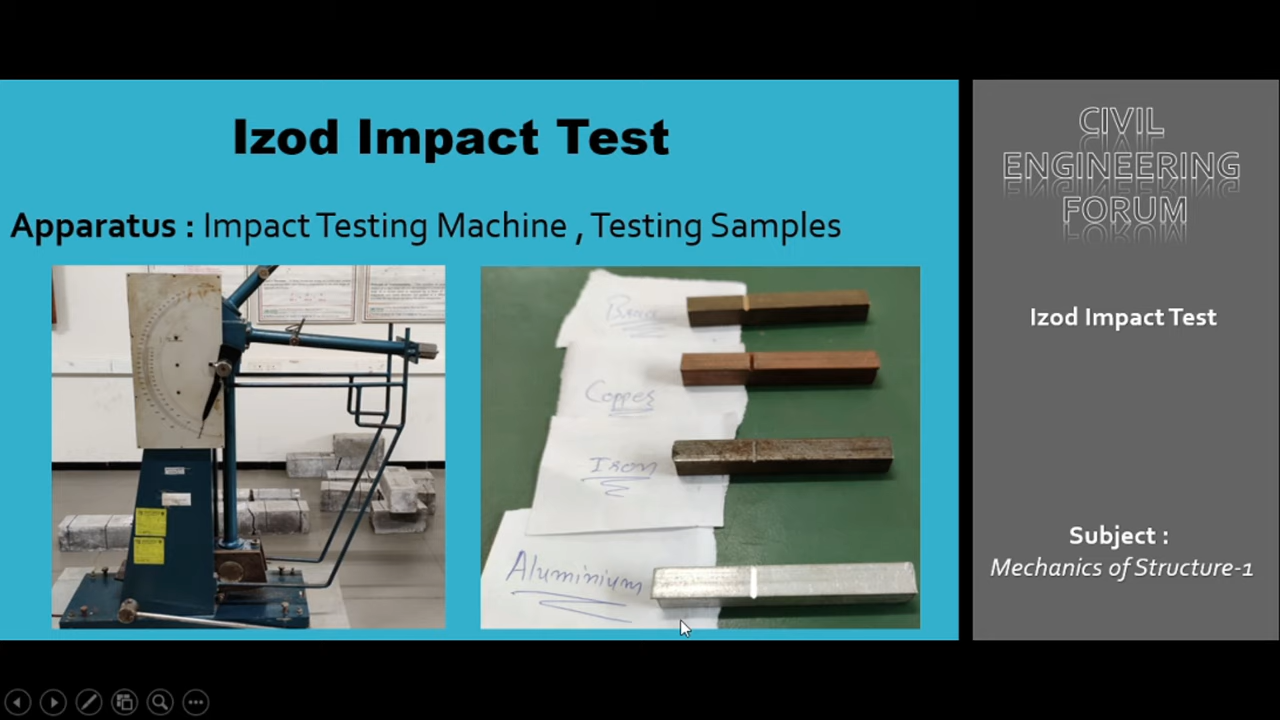 Izod Impact Test
Apparatus : Impact Testing Machine , Testing Samples
Copper
Iron
Aluminium
CIVIL
ENGINEERING
FORUM
Izod Impact Test
Subject :
Mechanics of Structure-1